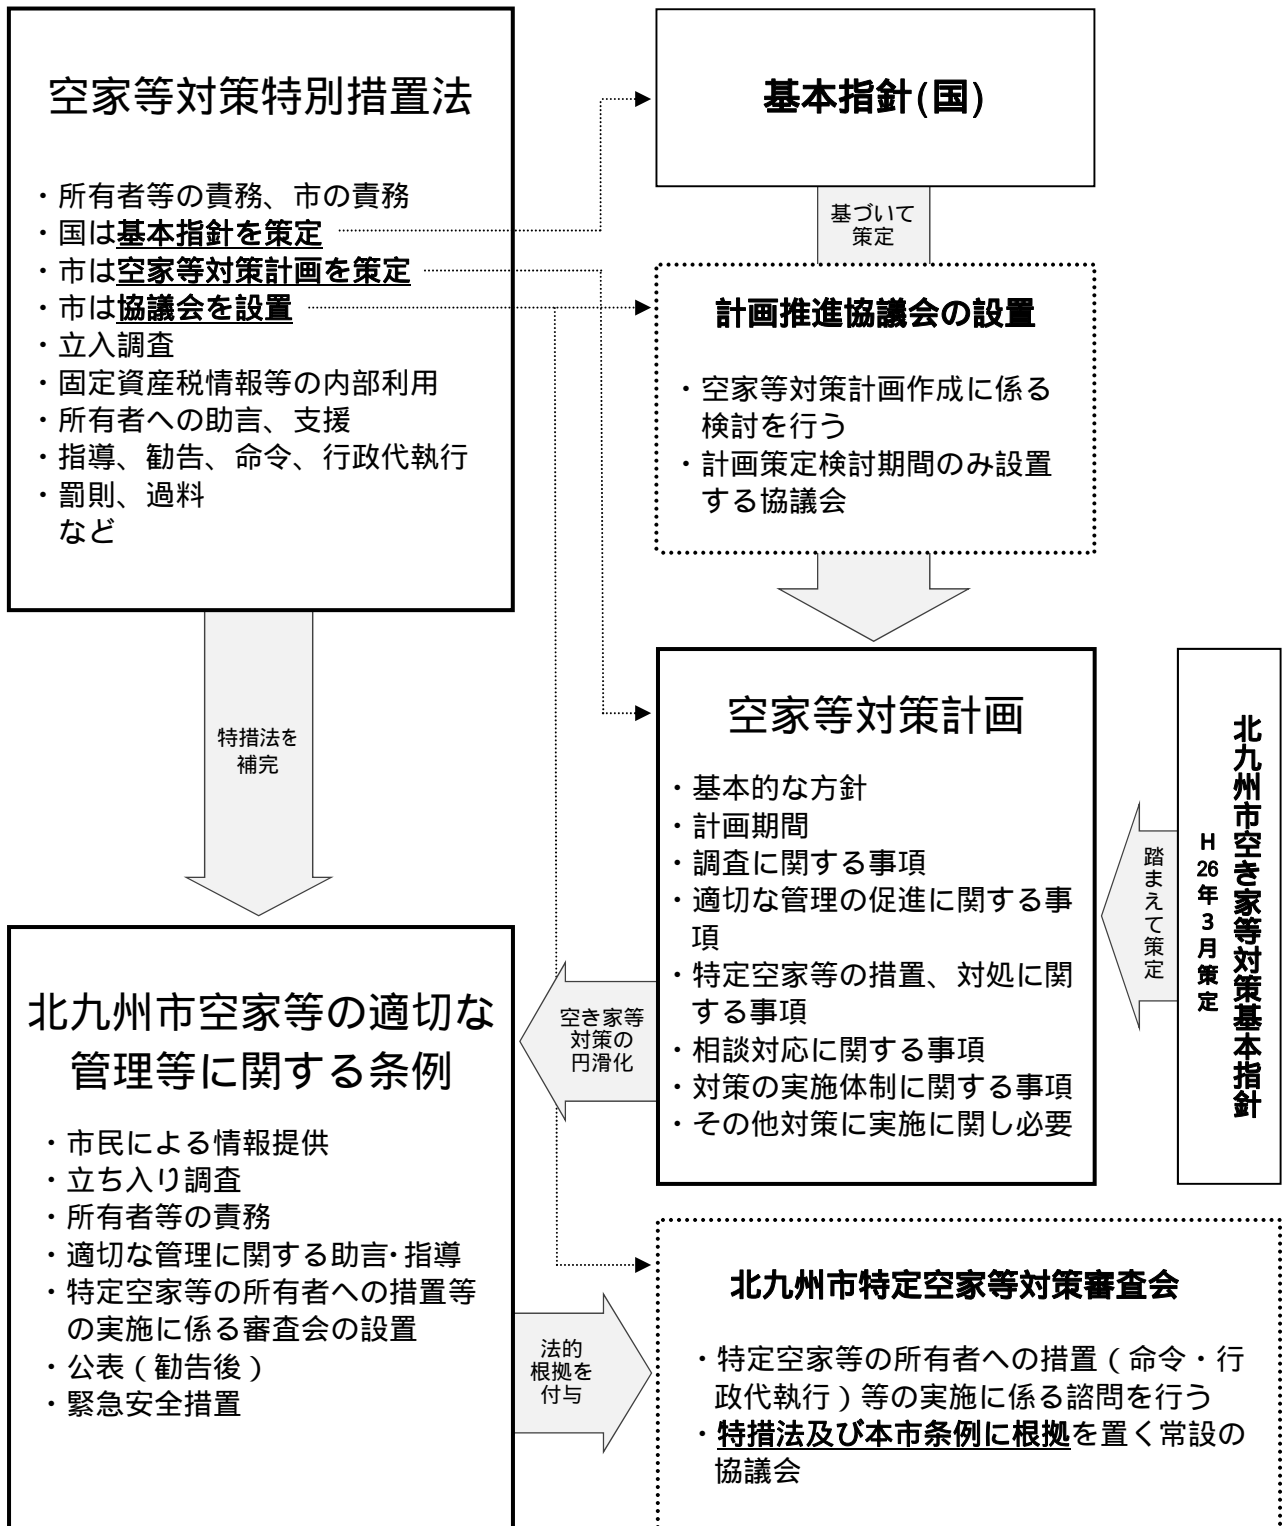 空家等対策特別措置法
・所有者等の責務、市の責務
・国は基本指針を策定
・市は空家等対策計画を策定
・市は協議会を設置
・立入調査
・固定資産税情報等の内部利用
・所有者への助言、支援
・指導、勧告、命令、行政代執行
・罰則、過料
など
基本指針(国)
基づいて
策定
計画推進協議会の設置
・空家等対策計画作成に係る
検討を行う
・計画策定検討期間のみ設置
する協議会
特措法を
補完
空家等対策計画
・基本的な方針
・計画期間
・調査に関する事項
・適切な管理の促進に関する事
項
・特定空家等の措置、対処に関
する事項
・相談対応に関する事項
・対策の実施体制に関する事項
・その他対策に実施に関し必要
踏まえて策定
北九州市空き家等対策基本指針
H26年3月策定
空き家等
対策の
円滑化
北九州市空家等の適切な
管理等に関する条例
・市民による情報提供
・立ち入り調査
・所有者等の責務
・適切な管理に関する助言・指導
・特定空家等の所有者への措置等
の実施に係る審査会の設置
・公表（勧告後）
・緊急安全措置
法的
根拠を
付与
北九州市特定空家等対策審査会
・特定空家等の所有者への措置（命令・行
政代執行）等の実施に係る諮問を行う
・特措法及び本市条例に根拠を置く常設の
協議会